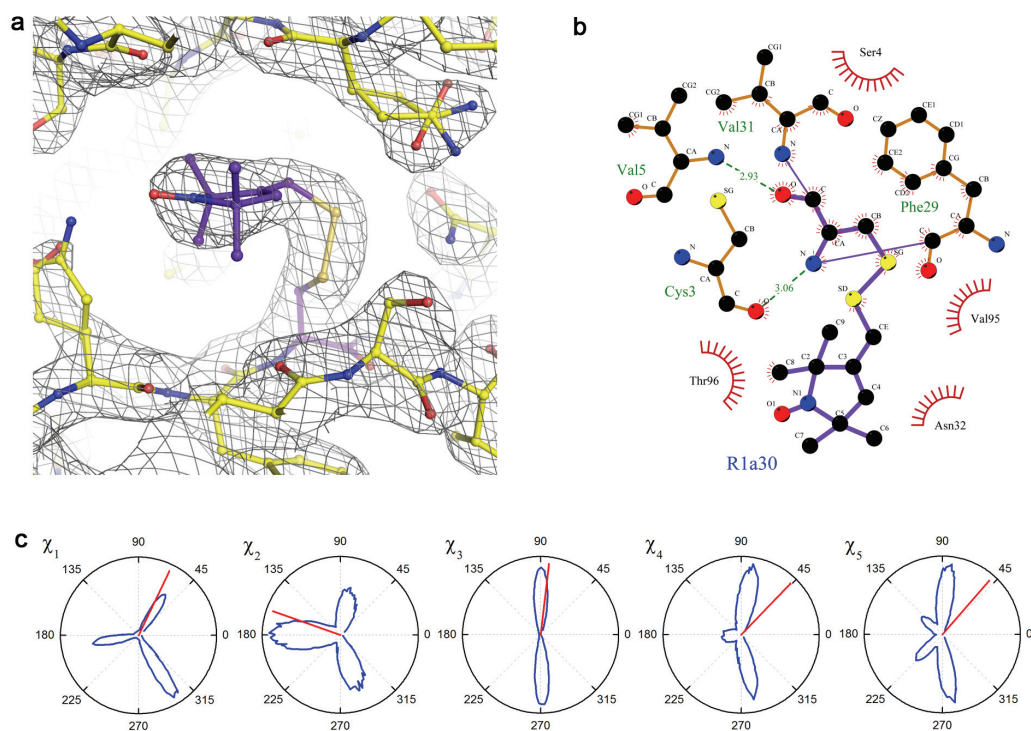 a
b
CG1
CG2
CG2
CB
C
O
Ser4
CG1
CB
Val31
CA
CE1
CZ
CD1
CA
N
N
CE2
CG
Val5
2.93
O
C
SG
O
C
CD2
CB
Phe29
CB
CB
CA
CA
N
C
N
N
SG
O
CA
Cys3
C
3.06
O
SD
Val95
C9
CE
C8
C2
C3
Thr96
N1
C4
O1
C5
C6
Asn32
C7
R1a30
c
χ1
90
135
45
180
0
225
315
270
χ2
90
135
45
180
0
225
315
270
χ3
90
135
45
180
0
225
315
270
χ4
90
135
45
180
0
225
315
270
χ5
90
135
45
180
0
225
315
270